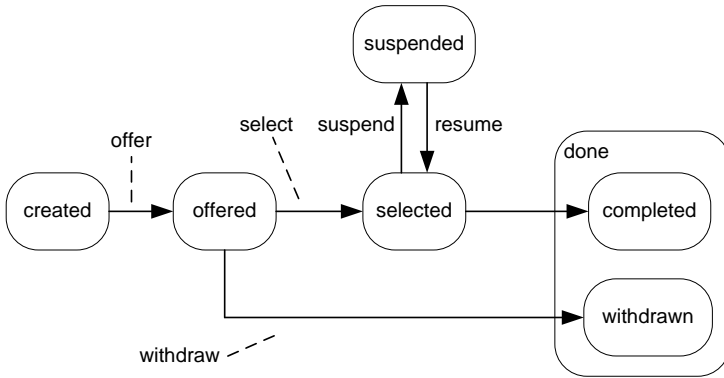 suspended
select
suspend
resume
offer
done
created
offered
selected
completed
withdrawn
withdraw